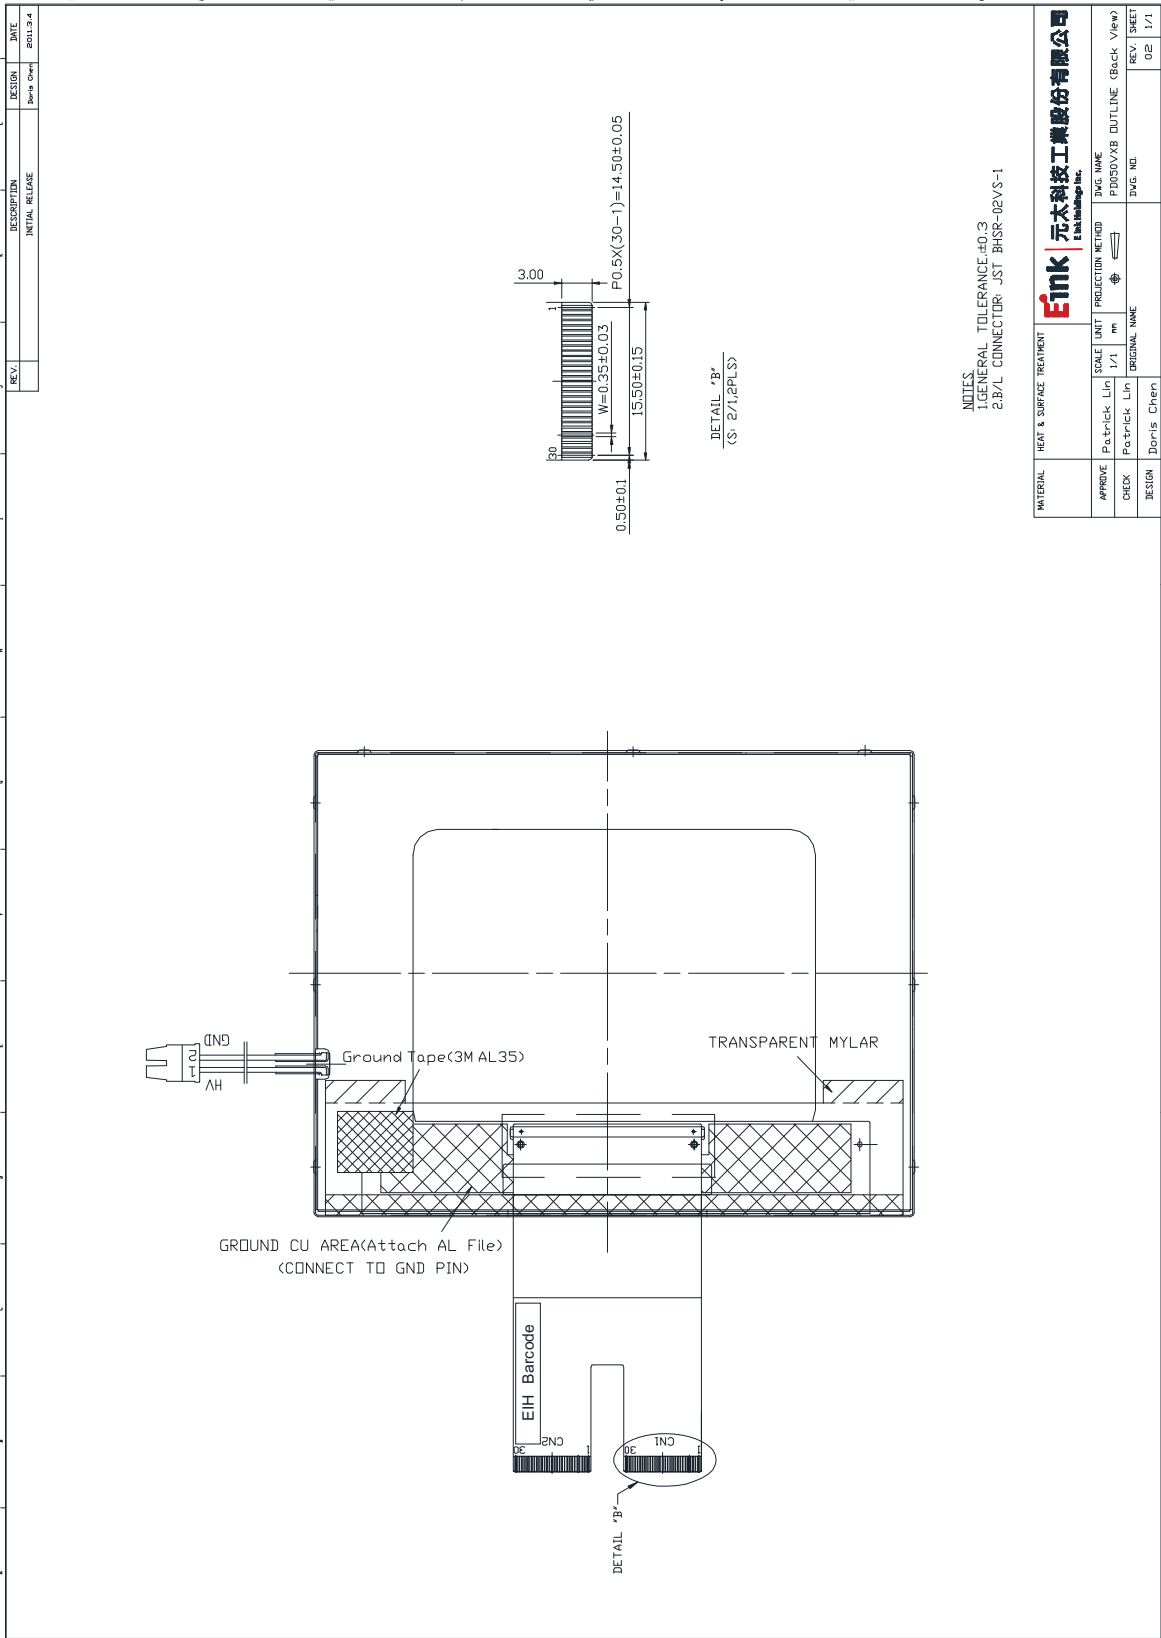 REV.
DESCRIPTION
DESIGN
DATE
INITIAL RELEASE
Doris Chen
2011.3.4
3.00
1
30
W=0.35±0.03
P0.5X(30-1)=14.50±0.05
15.50±0.15
0.50±0.1
DETAIL "B"
(S: 2/1,2PLS)
NOTES
1.GENERAL TOLERANCE:±0.3
2.B/L CONNECTOR: JST BHSR-02VS-1
MATERIAL
HEAT & SURFACE TREATMENT
Eink 元太科技工業股份有限公司
E Ink Holdings Inc.
APPROVE
Patrick Lin
SCALE
1/1
UNIT
mm
PROJECTION METHOD
DWG. NAME
PD050VXB OUTLINE (Back View)
CHECK
Patrick Lin
ORIGINAL NAME
DWG. NO.
REV.
02
SHEET
1/1
DESIGN
Doris Chen
GND
2 1
HV
Ground Tape(3M AL35)
TRANSPARENT MYLAR
GROUND CU AREA(Attach AL File)
(CONNECT TO GND PIN)
EIH Barcode
CN2
30
1
CN1
30
1
DETAIL "B"